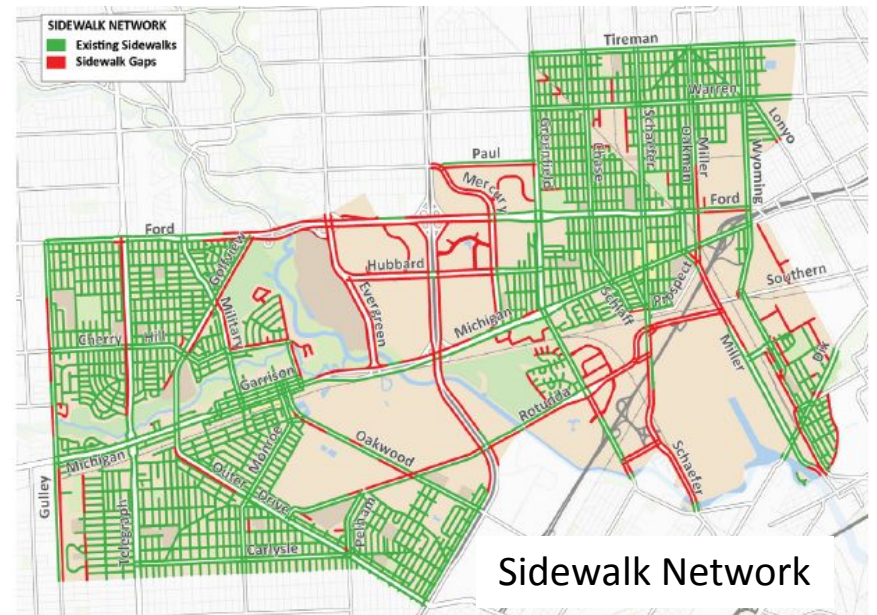 SIDEWALK NETWORK
Existing Sidewalks
Sidewalk Gaps
Tireman
Warren
Lonyo
Greenfield
Chase
Schaefer
Oakman
Miller
Wyoming
Paul
Mercury
Ford
Ford
Golfview
Hubbard
Evergreen
Military
Michigan
Schlaff
Prospect
Southern
Cherry Hill
Garrison
Miller
Dix
Rotunda
Michigan
Monroe
Oakwood
Schaefer
Gulley
Telegraph
Outer Drive
Pelham
Carlysle
Sidewalk Network